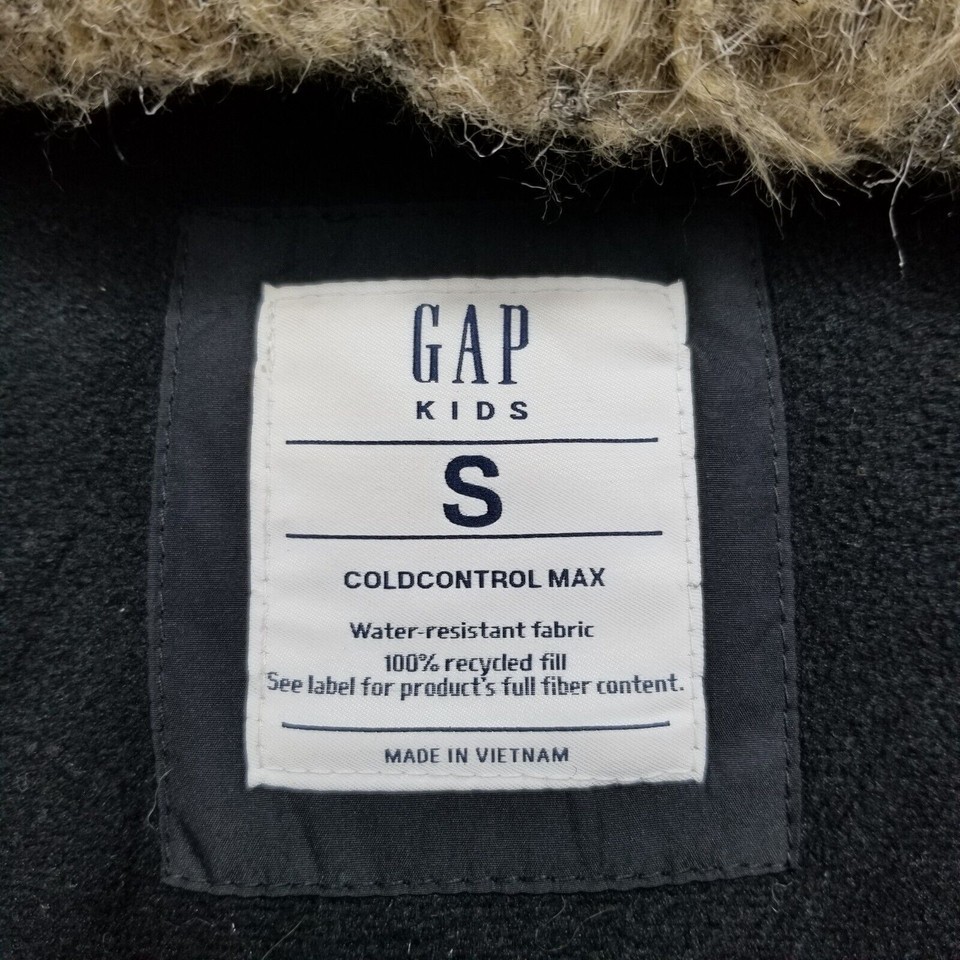 GAP
KIDS
S
COLDCONTROL MAX
Water-resistant fabric
100% recycled fill
See label for product's full fiber content.
MADE IN VIETNAM